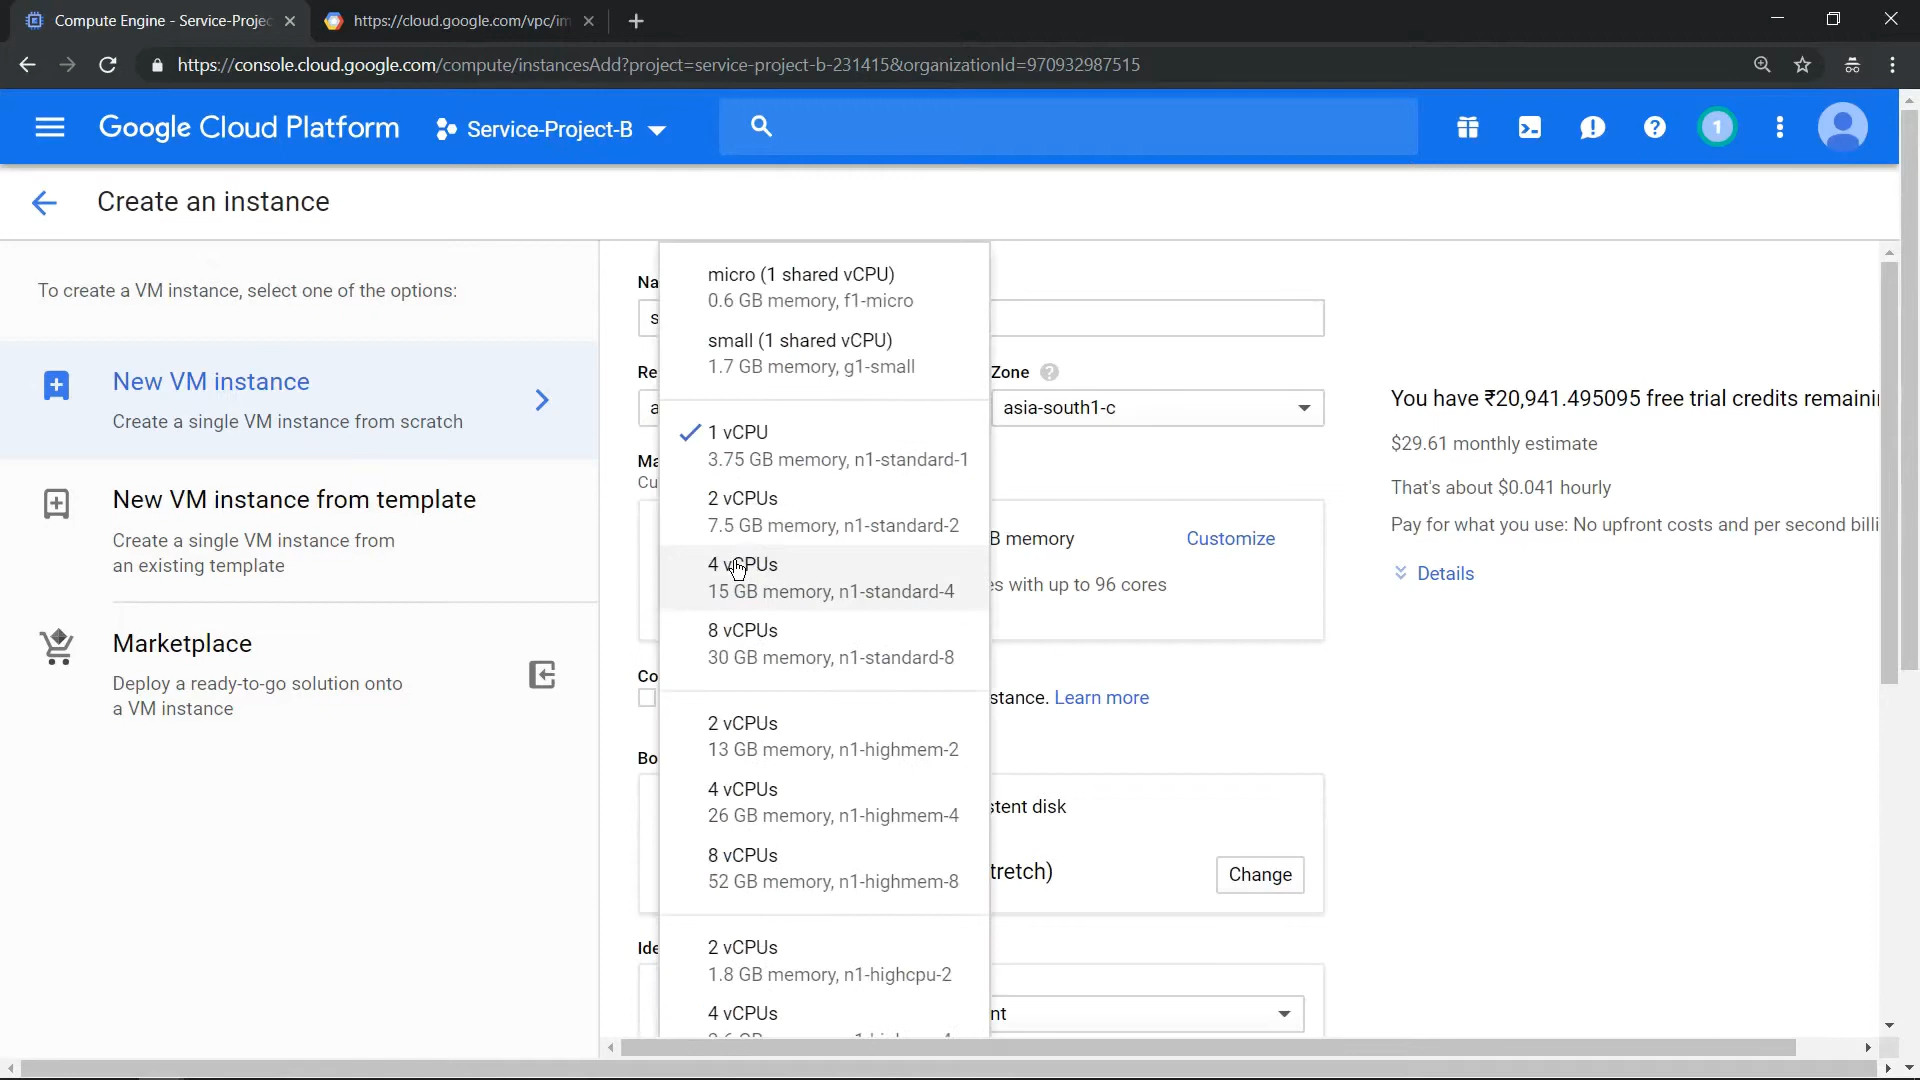 Compute Engine - Service-Projec
https://cloud.google.com/vpc/im
https://console.cloud.google.com/compute/instancesAdd?project=service-project-b-231415&organizationId=970932987515
Google Cloud Platform
Service-Project-B
1
Create an instance
To create a VM instance, select one of the options:
New VM instance
Create a single VM instance from scratch
New VM instance from template
Create a single VM instance from
an existing template
Marketplace
Deploy a ready-to-go solution onto
a VM instance
Na
s
Re
a
Ma
Cu
Co
Bo
Ide
micro (1 shared vCPU)
0.6 GB memory, f1-micro
small (1 shared vCPU)
1.7 GB memory, g1-small
1 vCPU
3.75 GB memory, n1-standard-1
2 vCPUs
7.5 GB memory, n1-standard-2
4 vCPUs
15 GB memory, n1-standard-4
8 vCPUs
30 GB memory, n1-standard-8
2 vCPUs
13 GB memory, n1-highmem-2
4 vCPUs
26 GB memory, n1-highmem-4
8 vCPUs
52 GB memory, n1-highmem-8
2 vCPUs
1.8 GB memory, n1-highcpu-2
4 vCPUs
Zone
asia-south1-c
B memory
Customize
es with up to 96 cores
stance. Learn more
stent disk
tretch)
Change
nt
You have ₹20,941.495095 free trial credits remaini
$29.61 monthly estimate
That's about $0.041 hourly
Pay for what you use: No upfront costs and per second billi
Details